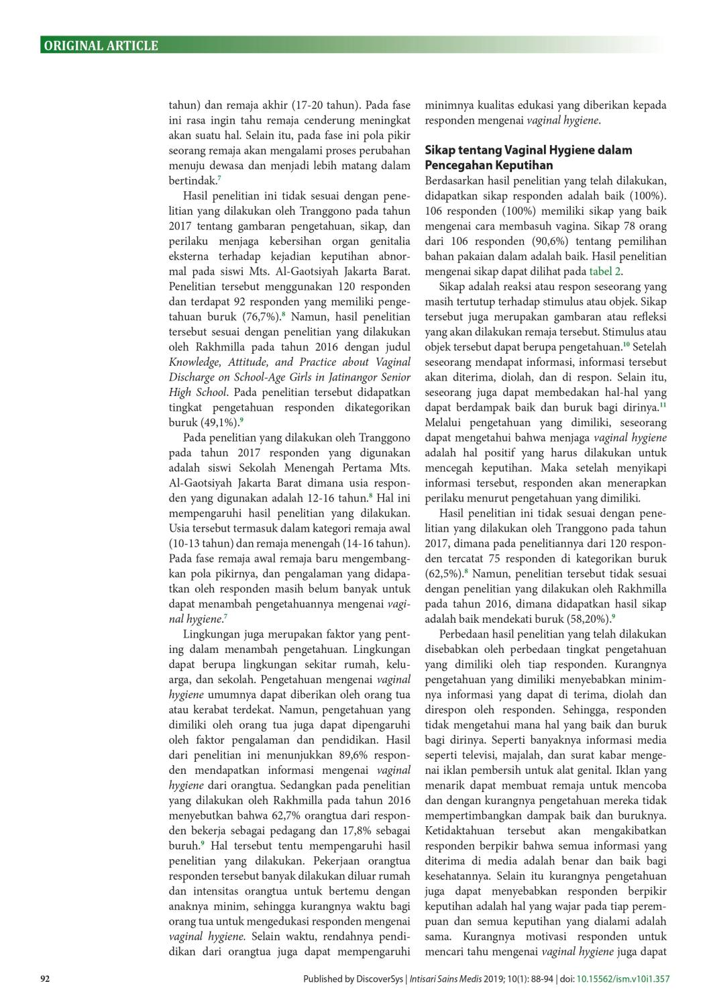 ORIGINAL ARTICLE
tahun) dan remaja akhir (17-20 tahun). Pada fase
ini rasa ingin tahu remaja cenderung meningkat
akan suatu hal. Selain itu, pada fase ini pola pikir
seorang remaja akan mengalami proses perubahan
menuju dewasa dan menjadi lebih matang dalam
bertindak.7
Hasil penelitian ini tidak sesuai dengan pene-
litian yang dilakukan oleh Tranggono pada tahun
2017 tentang gambaran pengetahuan, sikap, dan
perilaku menjaga kebersihan organ genitalia
eksterna terhadap kejadian keputihan abnor-
mal pada siswi Mts. Al-Gaotsiyah Jakarta Barat.
Penelitian tersebut menggunakan 120 responden
dan terdapat 92 responden yang memiliki penge-
tahuan buruk (76,7%).8 Namun, hasil penelitian
tersebut sesuai dengan penelitian yang dilakukan
oleh Rakhmilla pada tahun 2016 dengan judul
Knowledge, Attitude, and Practice about Vaginal
Discharge on School-Age Girls in Jatinangor Senior
High School. Pada penelitian tersebut didapatkan
tingkat pengetahuan responden dikategorikan
buruk (49,1%).9
Pada penelitian yang dilakukan oleh Tranggono
pada tahun 2017 responden yang digunakan
adalah siswi Sekolah Menengah Pertama Mts.
Al-Gaotsiyah Jakarta Barat dimana usia respon-
den yang digunakan adalah 12-16 tahun.8 Hal ini
mempengaruhi hasil penelitian yang dilakukan.
Usia tersebut termasuk dalam kategori remaja awal
(10-13 tahun) dan remaja menengah (14-16 tahun).
Pada fase remaja awal remaja baru mengembang-
kan pola pikirnya, dan pengalaman yang didapa-
tkan oleh responden masih belum banyak untuk
dapat menambah pengetahuannya mengenai vagi-
nal hygiene.7
Lingkungan juga merupakan faktor yang pent-
ing dalam menambah pengetahuan. Lingkungan
dapat berupa lingkungan sekitar rumah, kelu-
arga, dan sekolah. Pengetahuan mengenai vaginal
hygiene umumnya dapat diberikan oleh orang tua
atau kerabat terdekat. Namun, pengetahuan yang
dimiliki oleh orang tua juga dapat dipengaruhi
oleh faktor pengalaman dan pendidikan. Hasil
dari penelitian ini menunjukkan 89,6% respon-
den mendapatkan informasi mengenai vaginal
hygiene dari orangtua. Sedangkan pada penelitian
yang dilakukan oleh Rakhmilla pada tahun 2016
menyebutkan bahwa 62,7% orangtua dari respon-
den bekerja sebagai pedagang dan 17,8% sebagai
buruh.9 Hal tersebut tentu mempengaruhi hasil
penelitian yang dilakukan. Pekerjaan orangtua
responden tersebut banyak dilakukan diluar rumah
dan intensitas orangtua untuk bertemu dengan
anaknya minim, sehingga kurangnya waktu bagi
orang tua untuk mengedukasi responden mengenai
vaginal hygiene. Selain waktu, rendahnya pendi-
dikan dari orangtua juga dapat mempengaruhi
minimnya kualitas edukasi yang diberikan kepada
responden mengenai vaginal hygiene.
Sikap tentang Vaginal Hygiene dalam
Pencegahan Keputihan
Berdasarkan hasil penelitian yang telah dilakukan,
didapatkan sikap responden adalah baik (100%).
106 responden (100%) memiliki sikap yang baik
mengenai cara membasuh vagina. Sikap 78 orang
dari 106 responden (90,6%) tentang pemilihan
bahan pakaian dalam adalah baik. Hasil penelitian
mengenai sikap dapat dilihat pada tabel 2.
Sikap adalah reaksi atau respon seseorang yang
masih tertutup terhadap stimulus atau objek. Sikap
tersebut juga merupakan gambaran atau refleksi
yang akan dilakukan remaja tersebut. Stimulus atau
objek tersebut dapat berupa pengetahuan.10 Setelah
seseorang mendapat informasi, informasi tersebut
akan diterima, diolah, dan di respon. Selain itu,
seseorang juga dapat membedakan hal-hal yang
dapat berdampak baik dan buruk bagi dirinya.11
Melalui pengetahuan yang dimiliki, seseorang
dapat mengetahui bahwa menjaga vaginal hygiene
adalah hal positif yang harus dilakukan untuk
mencegah keputihan. Maka setelah menyikapi
informasi tersebut, responden akan menerapkan
perilaku menurut pengetahuan yang dimiliki.
Hasil penelitian ini tidak sesuai dengan pene-
litian yang dilakukan oleh Tranggono pada tahun
2017, dimana pada penelitiannya dari 120 respon-
den tercatat 75 responden di kategorikan buruk
(62,5%).8 Namun, penelitian tersebut tidak sesuai
dengan penelitian yang dilakukan oleh Rakhmilla
pada tahun 2016, dimana didapatkan hasil sikap
adalah baik mendekati buruk (58,20%).9
Perbedaan hasil penelitian yang telah dilakukan
disebabkan oleh perbedaan tingkat pengetahuan
yang dimiliki oleh tiap responden. Kurangnya
pengetahuan yang dimiliki menyebabkan minim-
nya informasi yang dapat di terima, diolah dan
direspon oleh responden. Sehingga, responden
tidak mengetahui mana hal yang baik dan buruk
bagi dirinya. Seperti banyaknya informasi media
seperti televisi, majalah, dan surat kabar menge-
nai iklan pembersih untuk alat genital. Iklan yang
menarik dapat membuat remaja untuk mencoba
dan dengan kurangnya pengetahuan mereka tidak
mempertimbangkan dampak baik dan buruknya.
Ketidaktahuan tersebut akan mengakibatkan
responden berpikir bahwa semua informasi yang
diterima di media adalah benar dan baik bagi
kesehatannya. Selain itu kurangnya pengetahuan
juga dapat menyebabkan responden berpikir
keputihan adalah hal yang wajar pada tiap perem-
puan dan semua keputihan yang dialami adalah
sama. Kurangnya motivasi responden untuk
mencari tahu mengenai vaginal hygiene juga dapat
92
Published by DiscoverSys | Intisari Sains Medis 2019; 10(1): 88-94 | doi: 10.15562/ism.v10i1.357